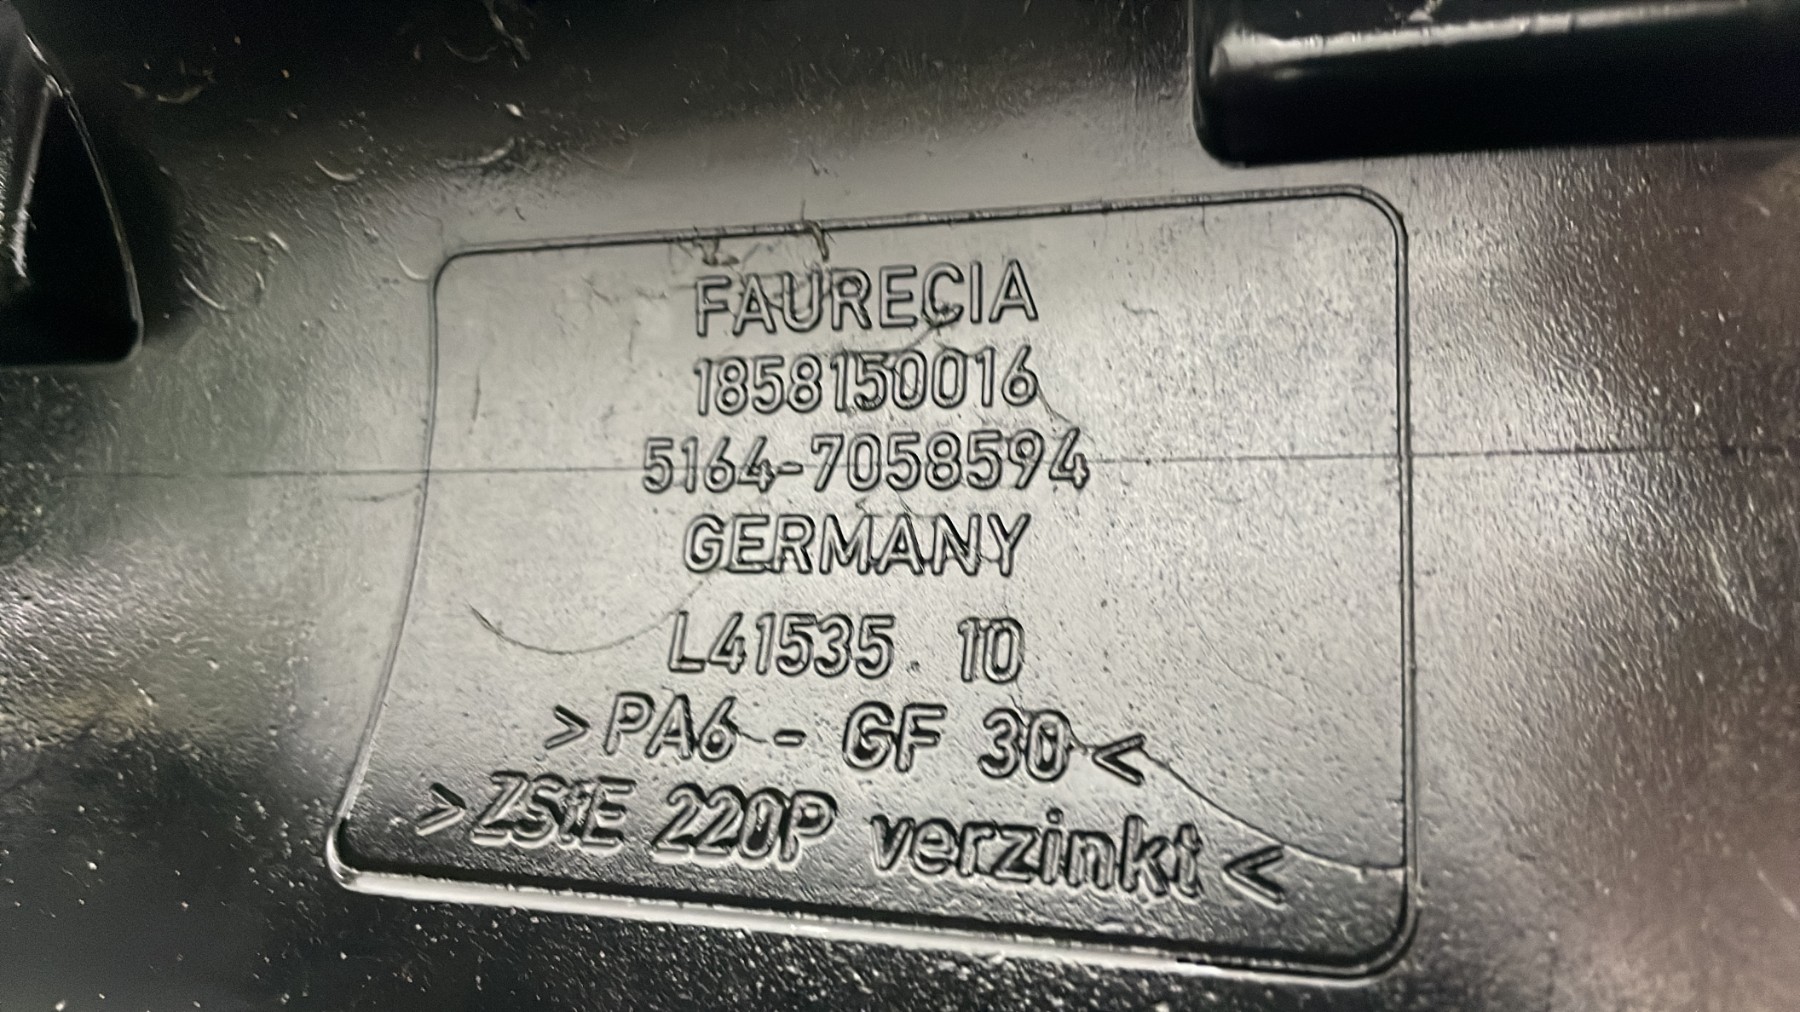 FAURECIA
1858150016
5164-7058594
GERMANY
L41535. 10
>PA6 - GF 30<
>ZStE 220P verzinkt<